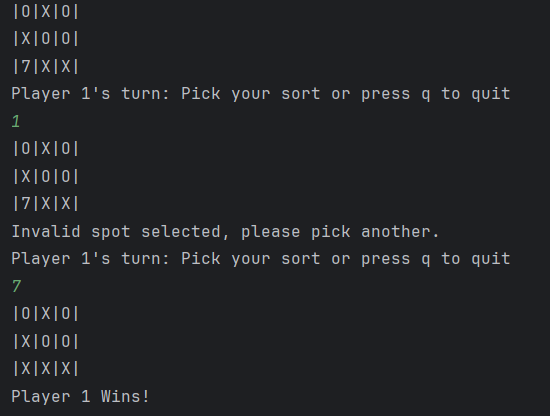 |O|X|O|
|X|O|O|
|7|X|X|
Player 1's turn: Pick your sort or press q to quit
1
|O|X|O|
|X|O|O|
|7|X|X|
Invalid spot selected, please pick another.
Player 1's turn: Pick your sort or press q to quit
7
|O|X|O|
|X|O|O|
|X|X|X|
Player 1 Wins!